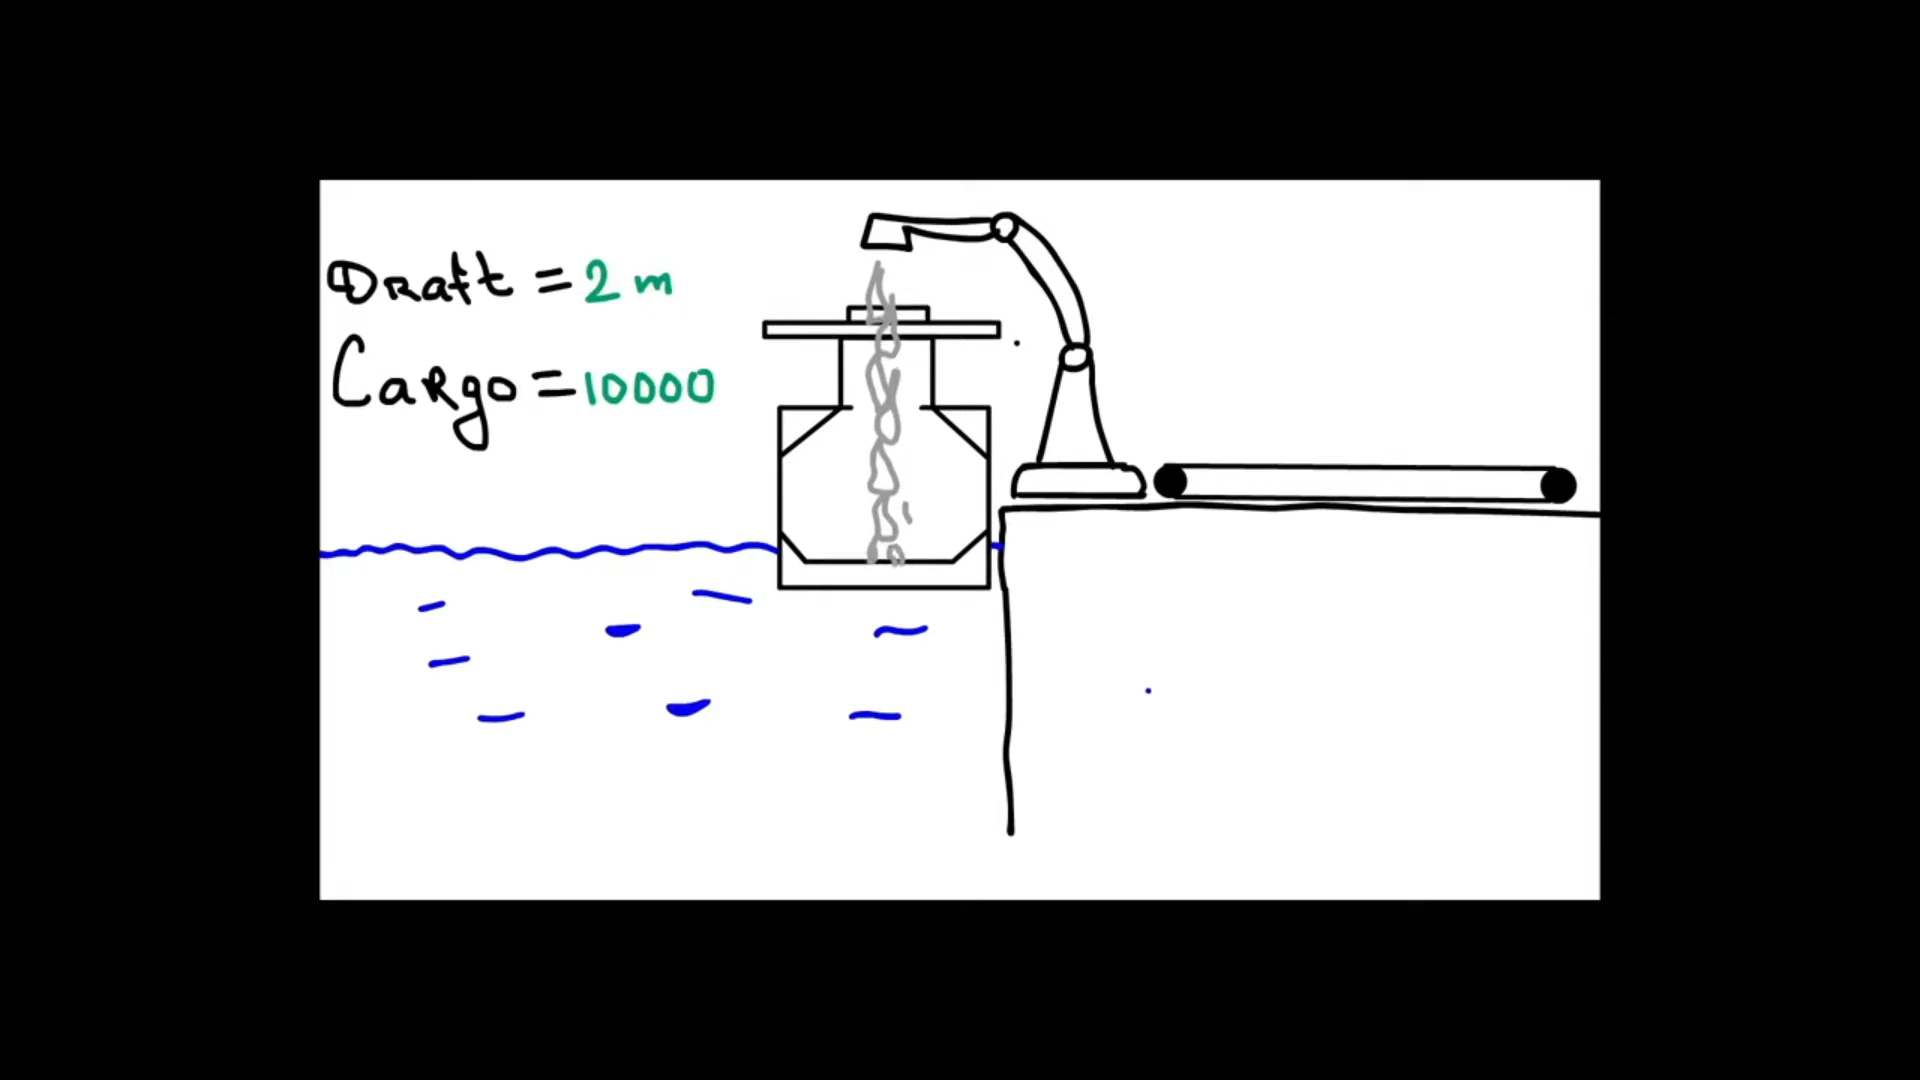 Draft = 2 m
Cargo = 10000